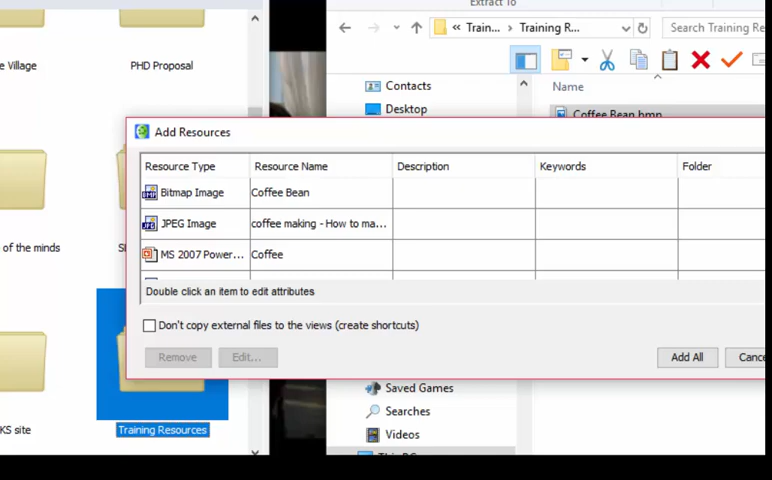 Extract To
Train... > Training R...
Search Training Re
e Village
PHD Proposal
Contacts
Desktop
Name
Coffee Bean.bmp
Add Resources
Resource Type Resource Name Description Keywords Folder
Bitmap Image Coffee Bean
JPEG Image coffee making - How to ma...
MS 2007 Power... Coffee
of the minds
Double click an item to edit attributes
Don't copy external files to the views (create shortcuts)
Remove Edit... Add All Cance
Saved Games
Searches
Videos
KS site
Training Resources